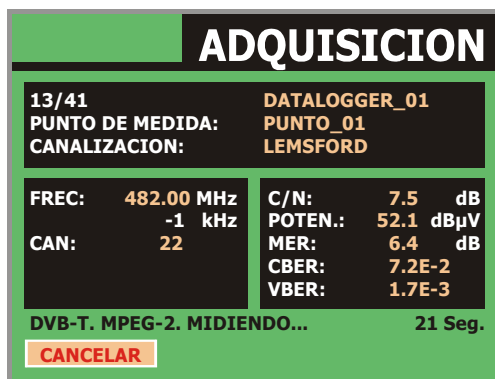 ADQUISICION
13/41 DATALOGGER_01
PUNTO DE MEDIDA: PUNTO_01
CANALIZACION: LEMSFORD
FREC: 482.00 MHz
-1 kHz
CAN: 22
C/N: 7.5 dB
POTEN.: 52.1 dBµV
MER: 6.4 dB
CBER: 7.2E-2
VBER: 1.7E-3
DVB-T. MPEG-2. MIDIENDO... 21 Seg.
CANCELAR